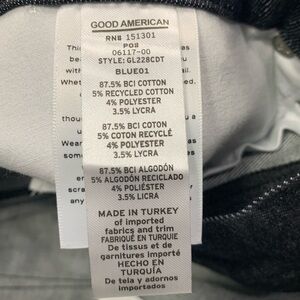 GOOD AMERICAN
RN# 151301
PO#
06117-00
STYLE: GL228CDT
BLUE01
87.5% BCI COTTON
5% RECYCLED COTTON
4% POLYESTER
3.5% LYCRA
87.5% BCI COTON
5% COTON RECYCLÉ
4% POLYESTER
3.5% LYCRA
87.5% BCI ALGODÓN
5% ALGODÓN RECICLADO
4% POLIÉSTER
3.5% LICRA
MADE IN TURKEY
of imported
fabrics and trim
FABRIQUÉ EN TURQUIE
De tissus et de
garnitures importés
HECHO EN
TURQUÍA
De tela y adornos
importados